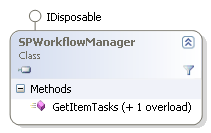 IDisposable
SPWorkflowManager
Class
Methods
GetItemTasks (+ 1 overload)